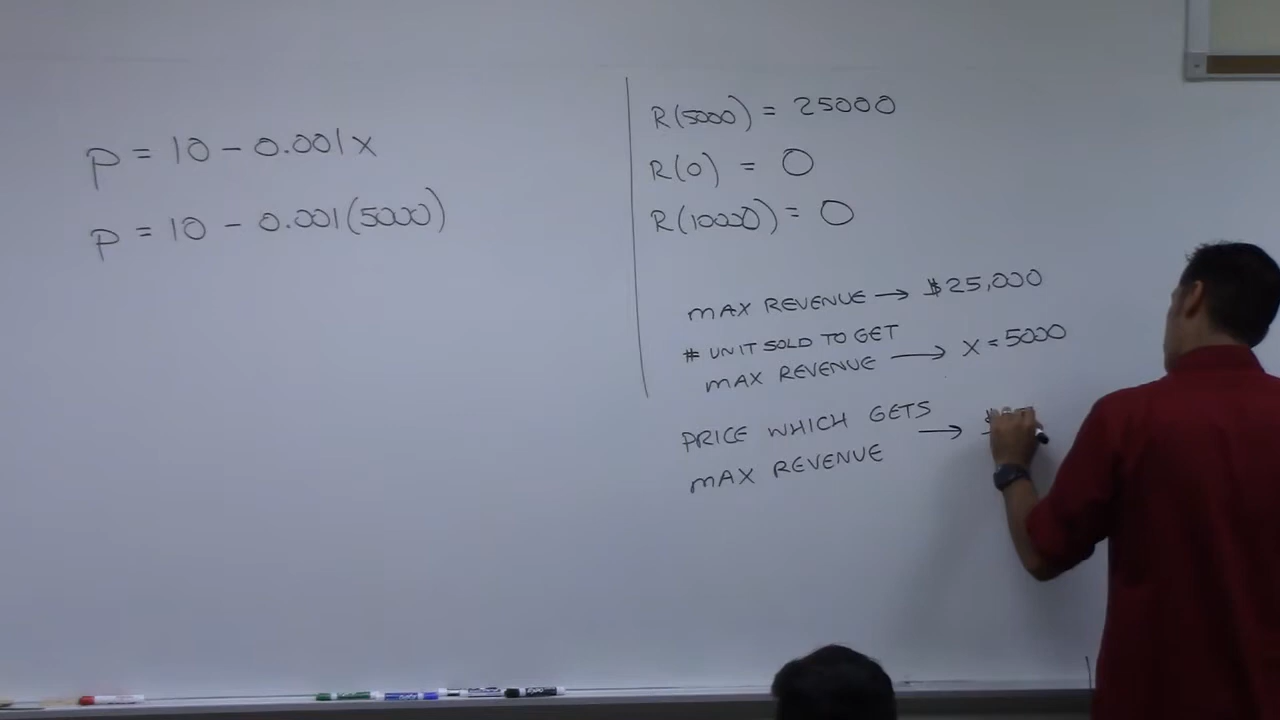 p = 10 - 0.001x
p = 10 - 0.001(5000)
R(5000) = 25000
R(0) = 0
R(10000) = 0
MAX REVENUE → $25,000
# UNIT SOLD TO GET
MAX REVENUE → x = 5000
PRICE WHICH GETS →
MAX REVENUE